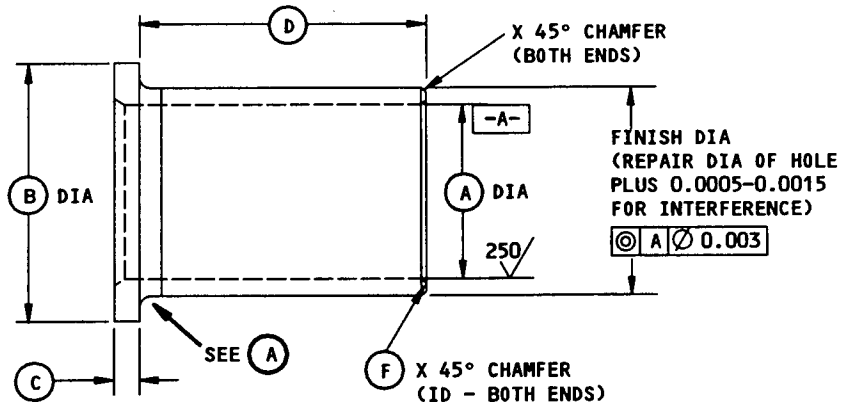 D
X 45° CHAMFER
(BOTH ENDS)
-A-
FINISH DIA
(REPAIR DIA OF HOLE
PLUS 0.0005-0.0015
FOR INTERFERENCE)
◎ A Ø 0.003
B DIA
A DIA
250
SEE A
C
F X 45° CHAMFER
(ID - BOTH ENDS)